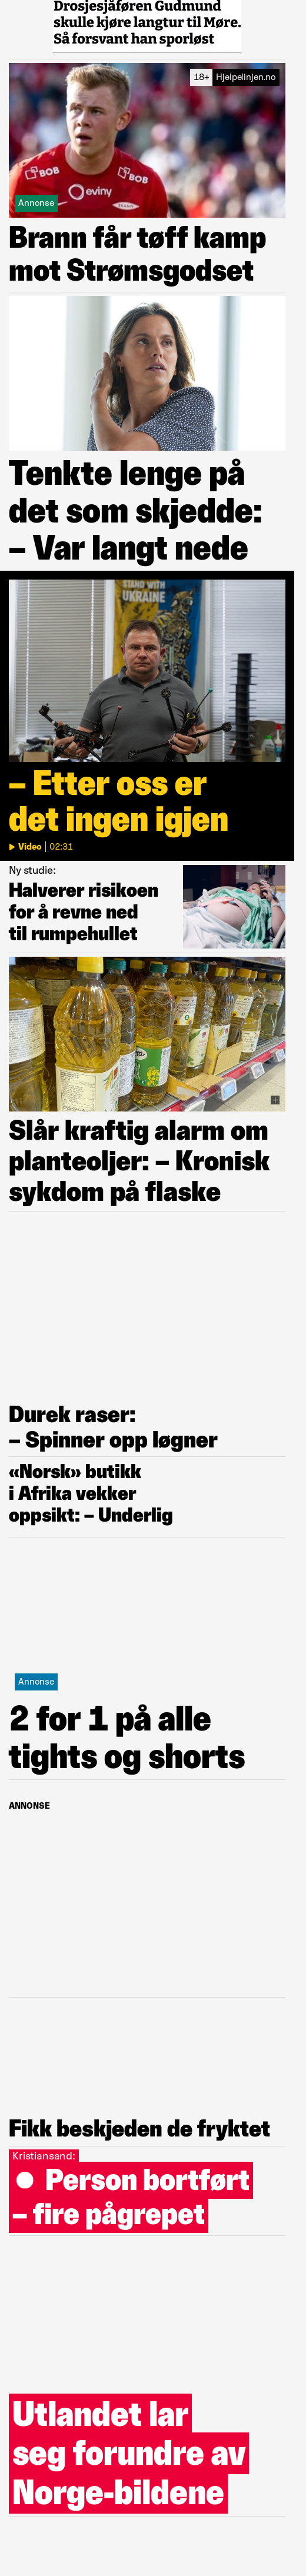 Drosjesjåføren Gudmund
skulle kjøre langtur til Møre.
Så forsvant han sporløst
18+ Hjelpelinjen.no
BOB
BOB
eviny
Annonse
Brann får tøff kamp
mot Strømsgodset
Tenkte lenge på
det som skjedde:
– Var langt nede
STAND WITH
UKRAINE
– Etter oss er
det ingen igjen
Video | 02:31
Ny studie:
Halverer risikoen
for å revne ned
til rumpehullet
Slår kraftig alarm om
planteoljer: – Kronisk
sykdom på flaske
Durek raser:
– Spinner opp løgner
«Norsk» butikk
i Afrika vekker
oppsikt: – Underlig
Annonse
2 for 1 på alle
tights og shorts
ANNONSE
Fikk beskjeden de fryktet
Kristiansand:
Person bortført
– fire pågrepet
Utlandet lar
seg forundre av
Norge-bildene